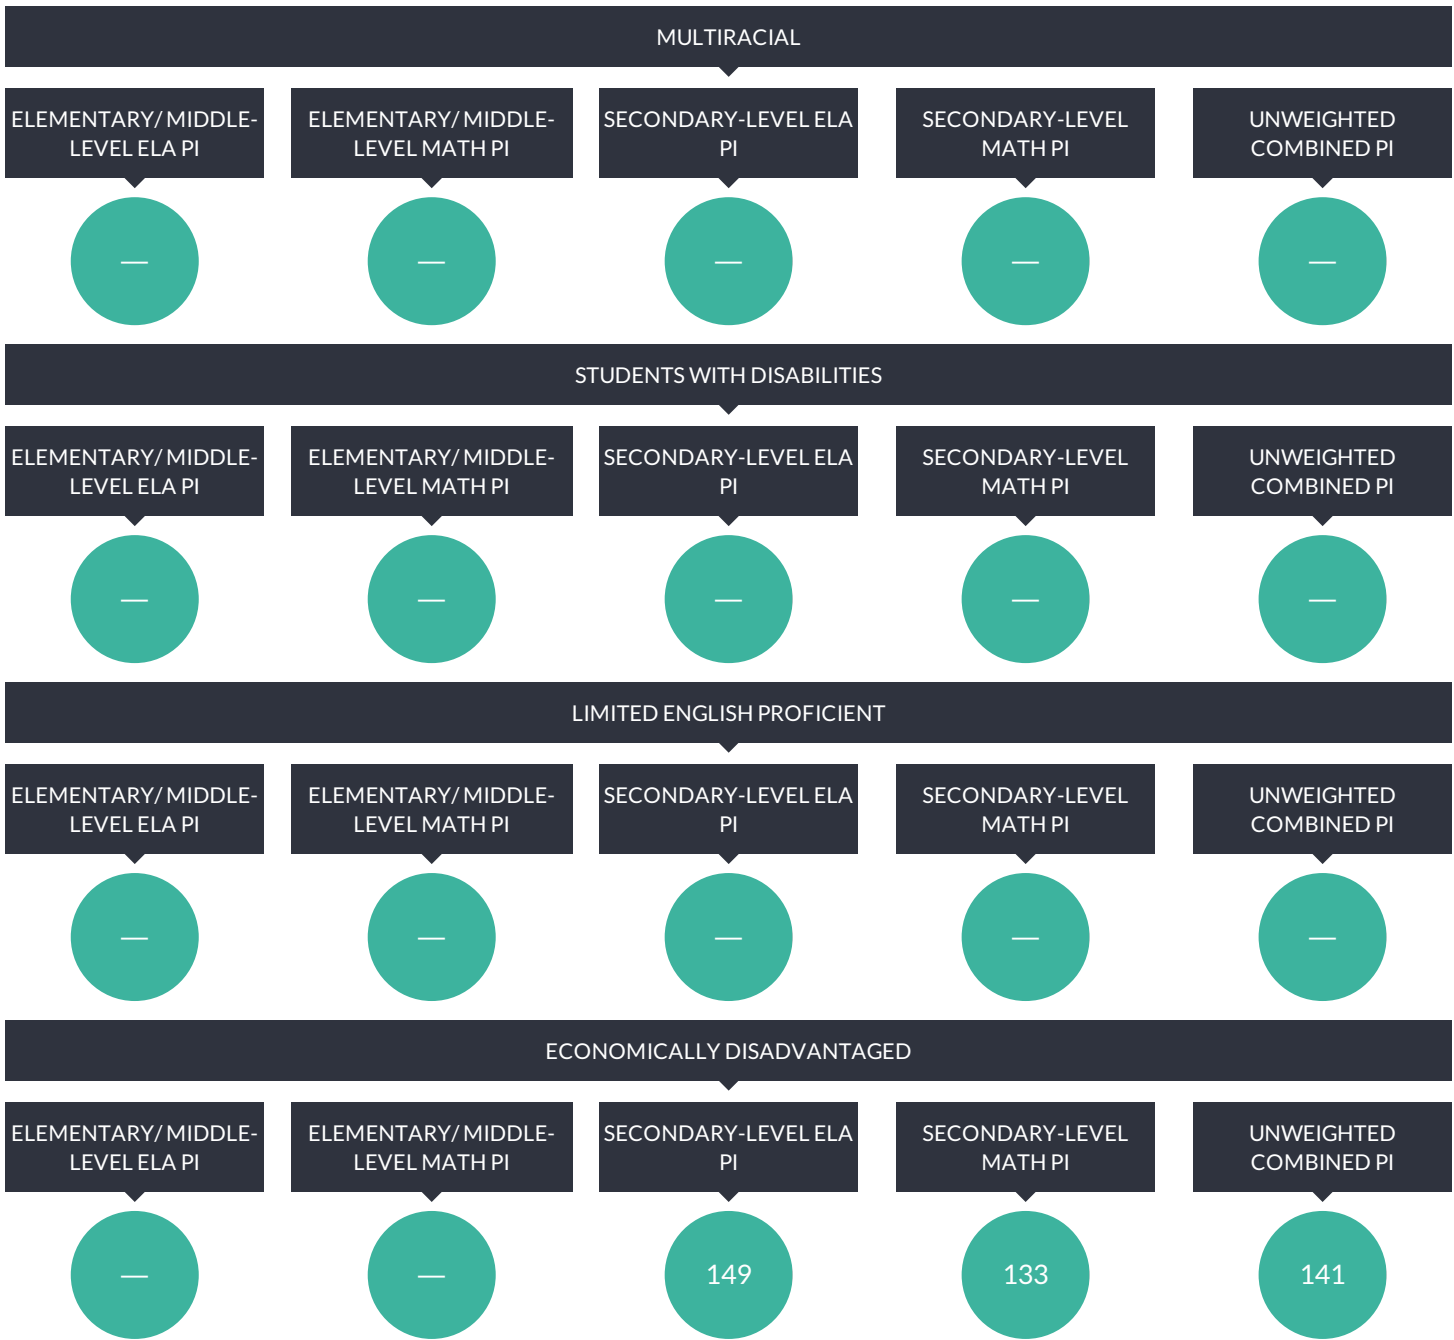 MULTIRACIAL
ELEMENTARY/ MIDDLE-
LEVEL ELA PI
ELEMENTARY/ MIDDLE-
LEVEL MATH PI
SECONDARY-LEVEL ELA
PI
SECONDARY-LEVEL
MATH PI
UNWEIGHTED
COMBINED PI
—
—
—
—
—
STUDENTS WITH DISABILITIES
ELEMENTARY/ MIDDLE-
LEVEL ELA PI
ELEMENTARY/ MIDDLE-
LEVEL MATH PI
SECONDARY-LEVEL ELA
PI
SECONDARY-LEVEL
MATH PI
UNWEIGHTED
COMBINED PI
—
—
—
—
—
LIMITED ENGLISH PROFICIENT
ELEMENTARY/ MIDDLE-
LEVEL ELA PI
ELEMENTARY/ MIDDLE-
LEVEL MATH PI
SECONDARY-LEVEL ELA
PI
SECONDARY-LEVEL
MATH PI
UNWEIGHTED
COMBINED PI
—
—
—
—
—
ECONOMICALLY DISADVANTAGED
ELEMENTARY/ MIDDLE-
LEVEL ELA PI
ELEMENTARY/ MIDDLE-
LEVEL MATH PI
SECONDARY-LEVEL ELA
PI
SECONDARY-LEVEL
MATH PI
UNWEIGHTED
COMBINED PI
—
—
149
133
141